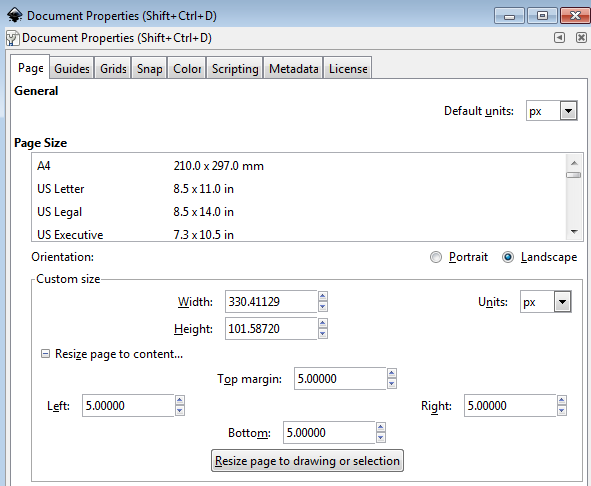 Document Properties (Shift+Ctrl+D)
Document Properties (Shift+Ctrl+D)
Page Guides Grids Snap Color Scripting Metadata License
General
Default units: px
Page Size
A4 210.0 x 297.0 mm
US Letter 8.5 x 11.0 in
US Legal 8.5 x 14.0 in
US Executive 7.3 x 10.5 in
Orientation: Portrait Landscape
Custom size
Width: 330.41129 Units: px
Height: 101.58720
Resize page to content...
Top margin: 5.00000
Left: 5.00000 Right: 5.00000
Bottom: 5.00000
Resize page to drawing or selection